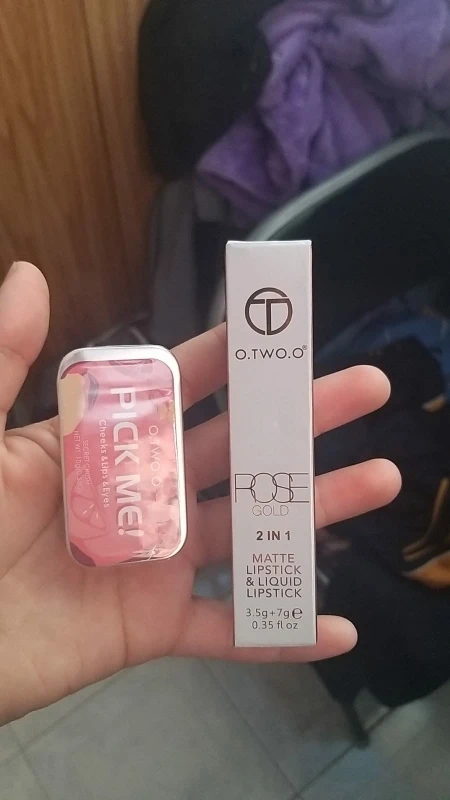 O.TWO.O
PICK ME!
Cheeks & Lips & Eyes
O.TWO.O®
ROSE
GOLD
2 IN 1
MATTE
LIPSTICK
& LIQUID
LIPSTICK
3.5g+7g e
0.35 fl oz